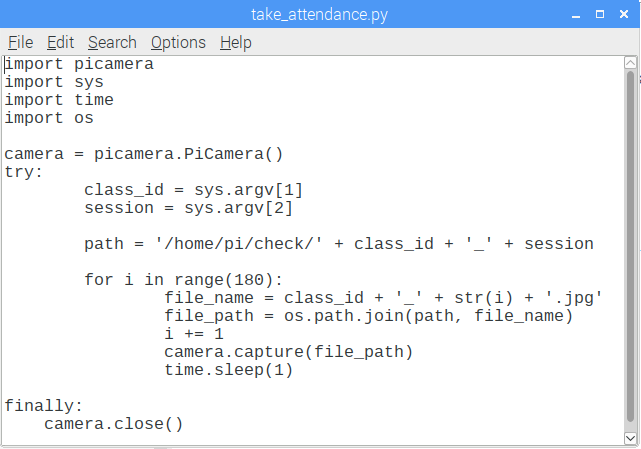 take_attendance.py
File Edit Search Options Help
import picamera
import sys
import time
import os

camera = picamera.PiCamera()
try:
        class_id = sys.argv[1]
        session = sys.argv[2]

        path = '/home/pi/check/' + class_id + '_' + session

        for i in range(180):
                file_name = class_id + '_' + str(i) + '.jpg'
                file_path = os.path.join(path, file_name)
                i += 1
                camera.capture(file_path)
                time.sleep(1)

finally:
    camera.close()